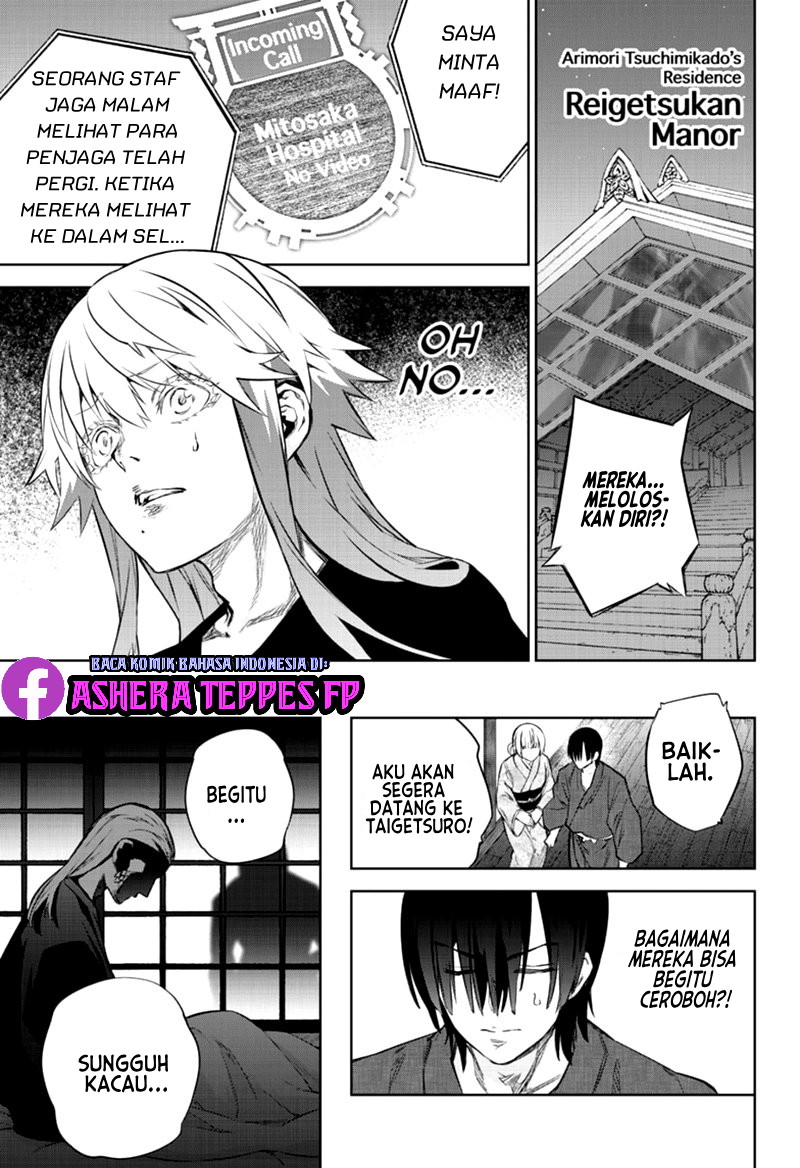 Arimori Tsuchimikado's
Residence
Reigetsukan
Manor
MEREKA...
MELOLOS-
KAN DIRI?!
SAYA
MINTA
MAAF!
Incoming
Call
Mitosaka
Hospital
No Video
SEORANG STAF
JAGA MALAM
MELIHAT PARA
PENJAGA TELAH
PERGI. KETIKA
MEREKA MELIHAT
KE DALAM SEL...
OH
NO...
BACA KOMIK BAHASA INDONESIA DI:
ASHERA TEPPES FP
BAIK-
LAH.
AKU AKAN
SEGERA
DATANG KE
TAIGETSURO!
BAGAIMANA
MEREKA BISA
BEGITU
CEROBOH?!
BEGITU
...
SUNGGUH
KACAU...